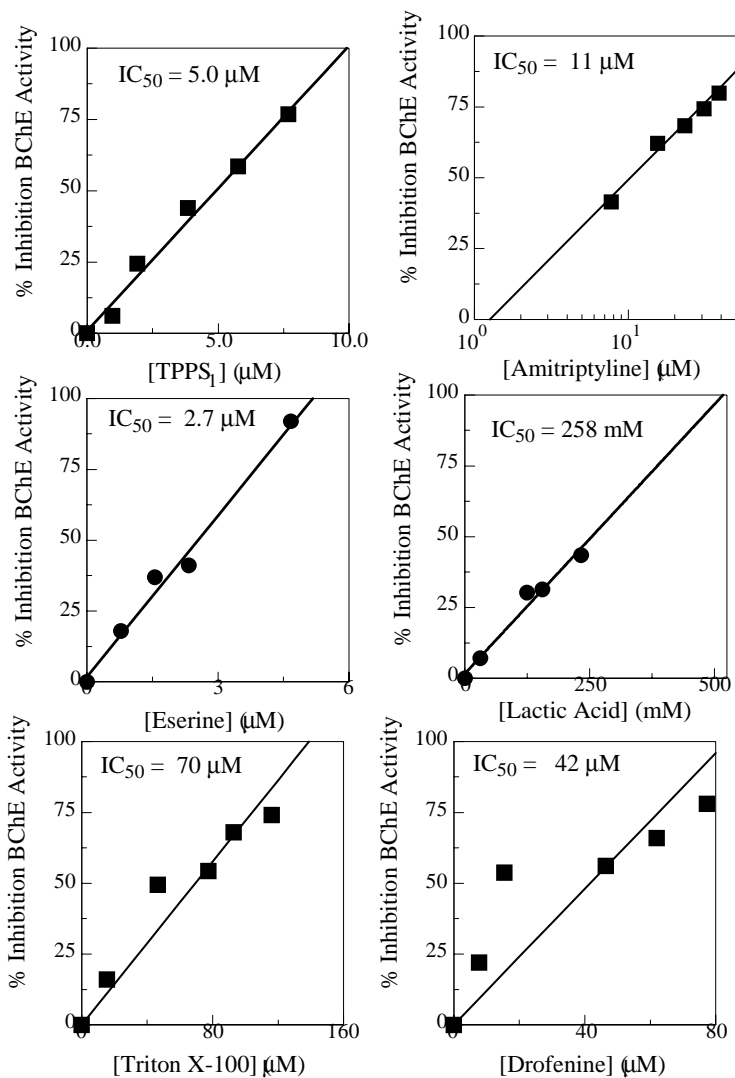 100
75
50
25
0
% Inhibition BChE Activity
IC50 = 5.0 μM
0.0
5.0
10.0
[TPPS1] (μM)
100
75
50
25
0
% Inhibition BChE Activity
IC50 = 11 μM
10^0
10^1
[Amitriptyline] (μM)
100
75
50
25
0
% Inhibition BChE Activity
IC50 = 2.7 μM
0
3
6
[Eserine] (μM)
100
75
50
25
0
% Inhibition BChE Activity
IC50 = 258 mM
0
250
500
[Lactic Acid] (mM)
100
75
50
25
0
% Inhibition BChE Activity
IC50 = 70 μM
0
80
160
[Triton X-100] (μM)
100
75
50
25
0
% Inhibition BChE Activity
IC50 = 42 μM
0
40
80
[Drofenine] (μM)